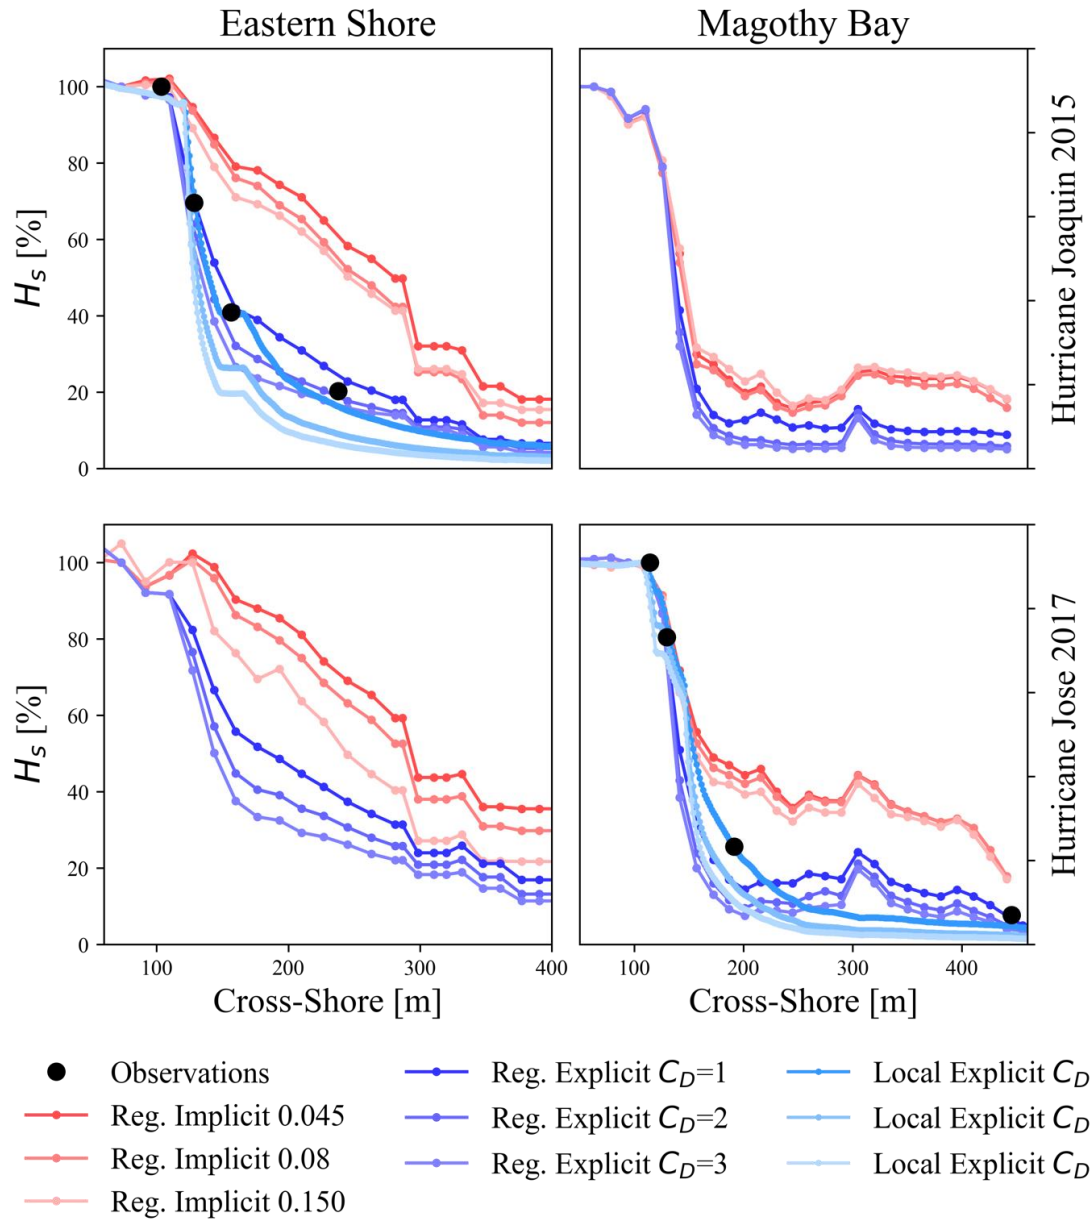 Eastern Shore
Magothy Bay
100
80
60
40
20
0
H_s [%]
Hurricane Joaquin 2015
100
80
60
40
20
0
H_s [%]
Hurricane Jose 2017
100 200 300 400
100 200 300 400
Cross-Shore [m]
Cross-Shore [m]
Observations
Reg. Implicit 0.045
Reg. Implicit 0.08
Reg. Implicit 0.150
Reg. Explicit C_D=1
Reg. Explicit C_D=2
Reg. Explicit C_D=3
Local Explicit C_D
Local Explicit C_D
Local Explicit C_D